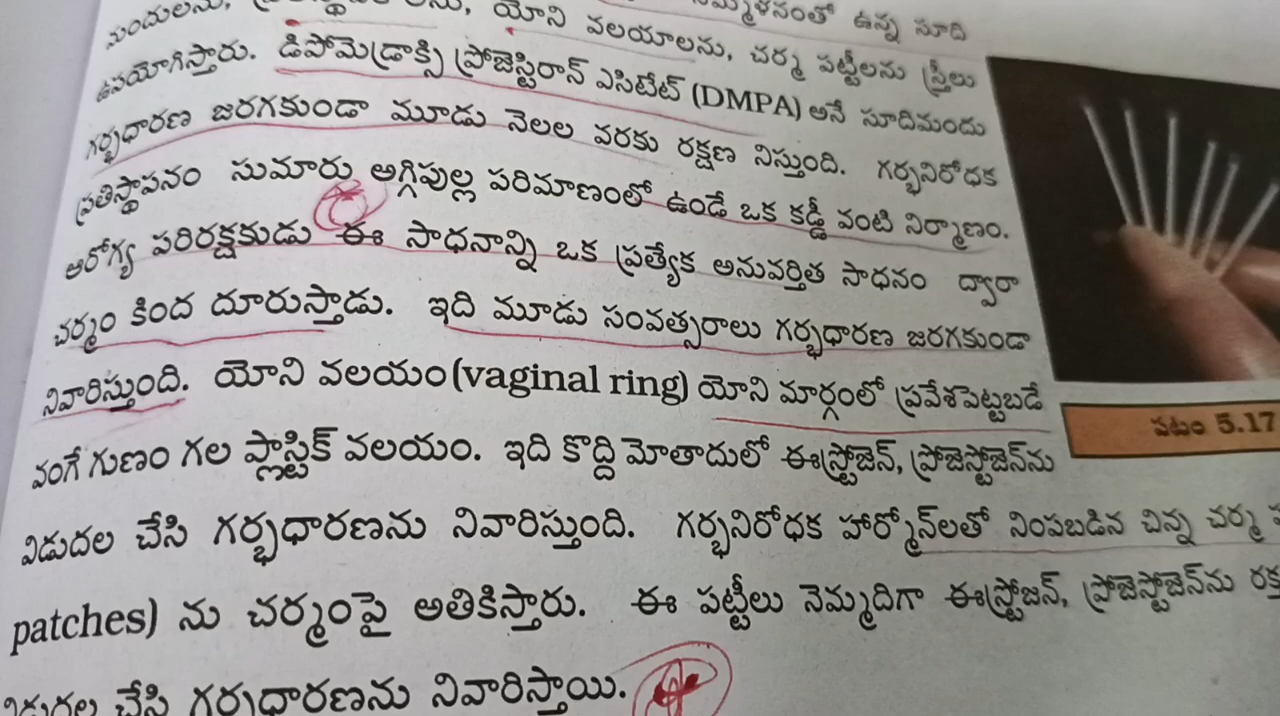 యోని వలయాలను, చర్మ పట్టీలను స్త్రీలు
ఉపయోగిస్తారు. డిపోమెడ్రాక్సి ప్రోజెస్టిరాన్ ఎసిటేట్ (DMPA) అనే సూదిమందు
గర్భధారణ జరగకుండా మూడు నెలల వరకు రక్షణ నిస్తుంది. గర్భనిరోధక
ప్రతిస్థాపనం సుమారు అగ్గిపుల్ల పరిమాణంలో ఉండే ఒక కడ్డీ వంటి నిర్మాణం.
ఆరోగ్య పరిరక్షకుడు ఈ సాధనాన్ని ఒక ప్రత్యేక అనువర్తిత సాధనం ద్వారా
చర్మం కింద దూరుస్తాడు. ఇది మూడు సంవత్సరాలు గర్భధారణ జరగకుండా
నివారిస్తుంది. యోని వలయం(vaginal ring) యోని మార్గంలో ప్రవేశపెట్టబడే
వంగే గుణం గల ప్లాస్టిక్ వలయం. ఇది కొద్ది మోతాదులో ఈస్ట్రోజెన్, ప్రోజెస్టోజెన్‌ను
విడుదల చేసి గర్భధారణను నివారిస్తుంది. గర్భనిరోధక హార్మోన్‌లతో నింపబడిన చిన్న చర్మ
patches) ను చర్మంపై అతికిస్తారు. ఈ పట్టీలు నెమ్మదిగా ఈస్ట్రోజన్, ప్రోజెస్టోజెన్‌ను
విడుదల చేసి గర్భధారణను నివారిస్తాయి.
పటం 5.17